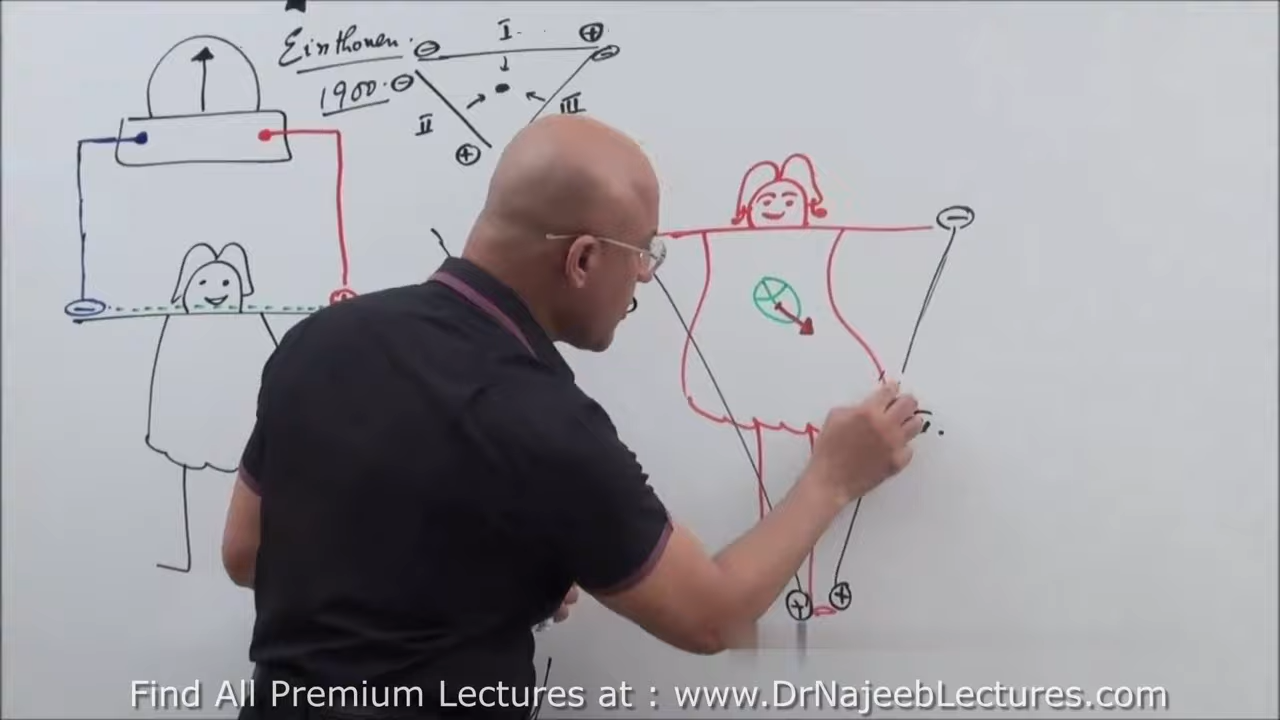 Einthoven.
1900.
I
II
III
Find All Premium Lectures at : www.DrNajeebLectures.com